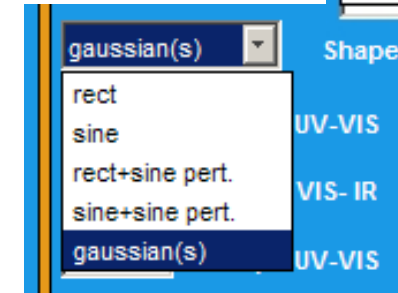 gaussian(s) Shape
rect
sine UV-VIS
rect+sine pert.
VIS- IR
sine+sine pert.
gaussian(s) UV-VIS